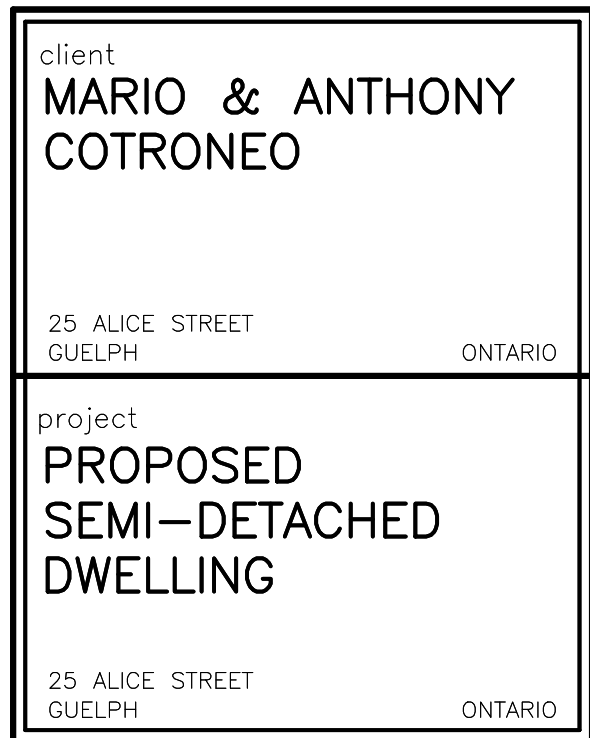 client
MARIO & ANTHONY
COTRONEO
25 ALICE STREET
GUELPH ONTARIO
project
PROPOSED
SEMI-DETACHED
DWELLING
25 ALICE STREET
GUELPH ONTARIO